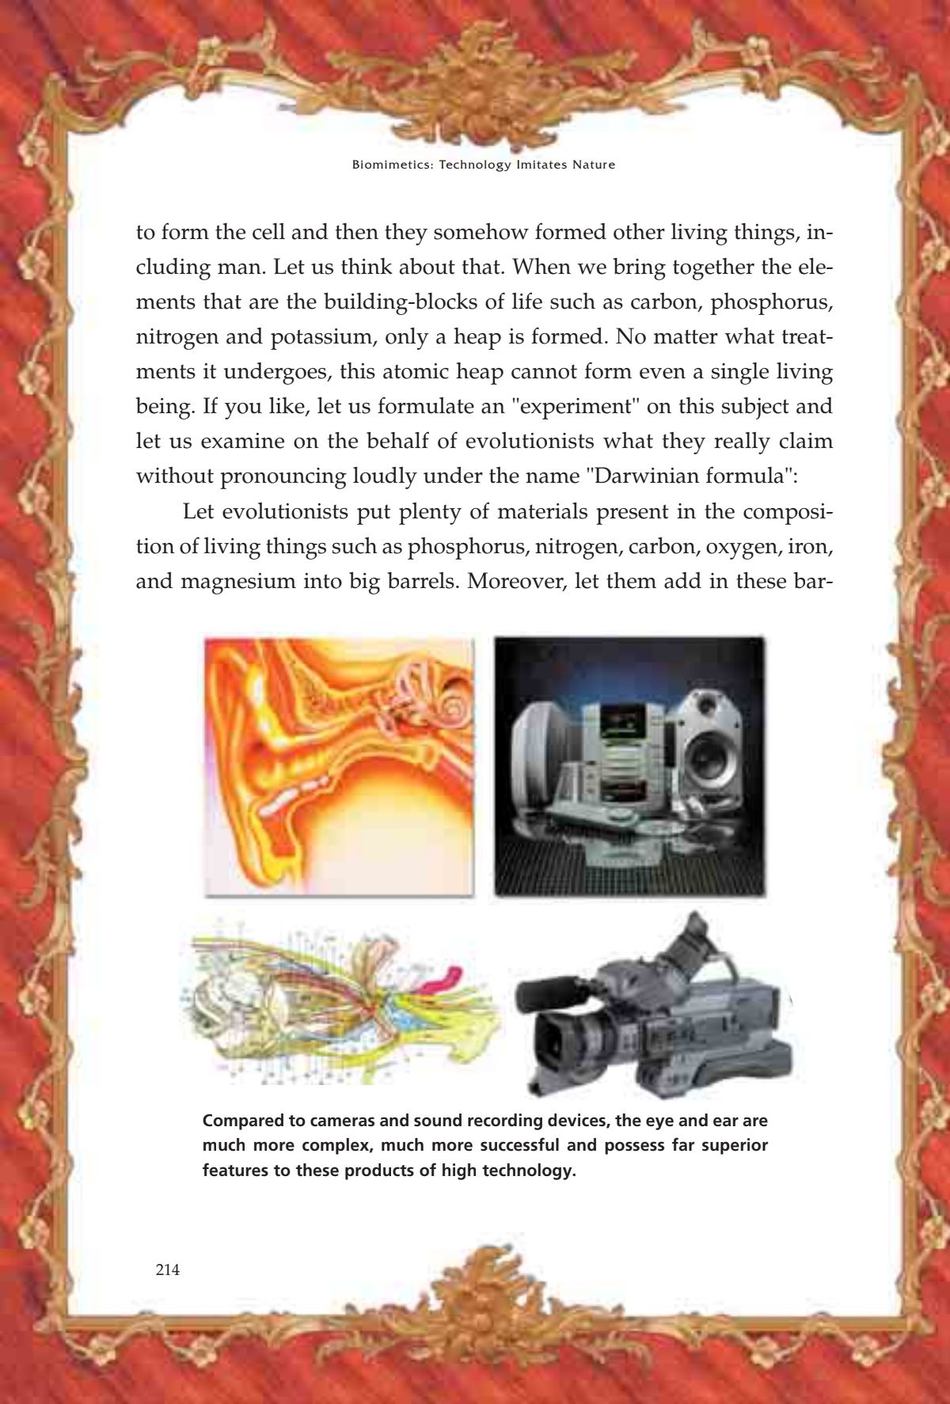 Biomimetics: Technology Imitates Nature
to form the cell and then they somehow formed other living things, in-
cluding man. Let us think about that. When we bring together the ele-
ments that are the building-blocks of life such as carbon, phosphorus,
nitrogen and potassium, only a heap is formed. No matter what treat-
ments it undergoes, this atomic heap cannot form even a single living
being. If you like, let us formulate an "experiment" on this subject and
let us examine on the behalf of evolutionists what they really claim
without pronouncing loudly under the name "Darwinian formula":
Let evolutionists put plenty of materials present in the composi-
tion of living things such as phosphorus, nitrogen, carbon, oxygen, iron,
and magnesium into big barrels. Moreover, let them add in these bar-
Compared to cameras and sound recording devices, the eye and ear are
much more complex, much more successful and possess far superior
features to these products of high technology.
214